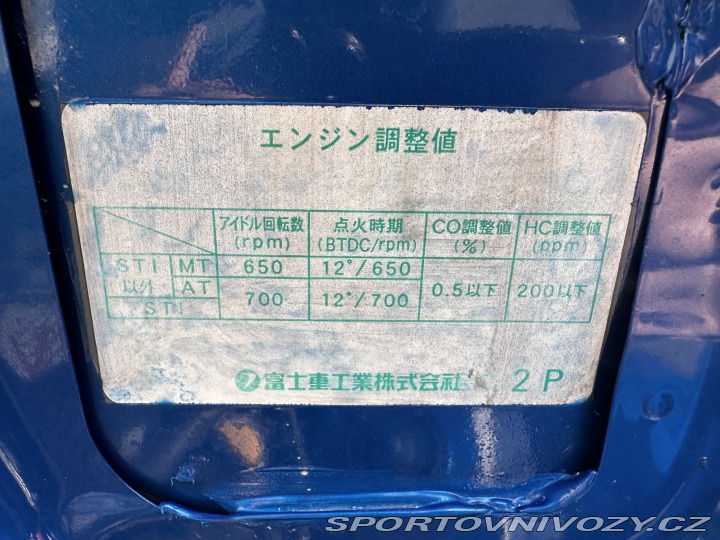 エンジン調整値
アイドル回転数 点火時期 CO調整値 HC調整値
(rpm) (BTDC/rpm) (%) (ppm)
STI MT 650 12°/650
以外 AT 700 12°/700 0.5以下 200以下
STI
富士重工業株式会社 2P
WWW.SPORTOVNIVOZY.CZ